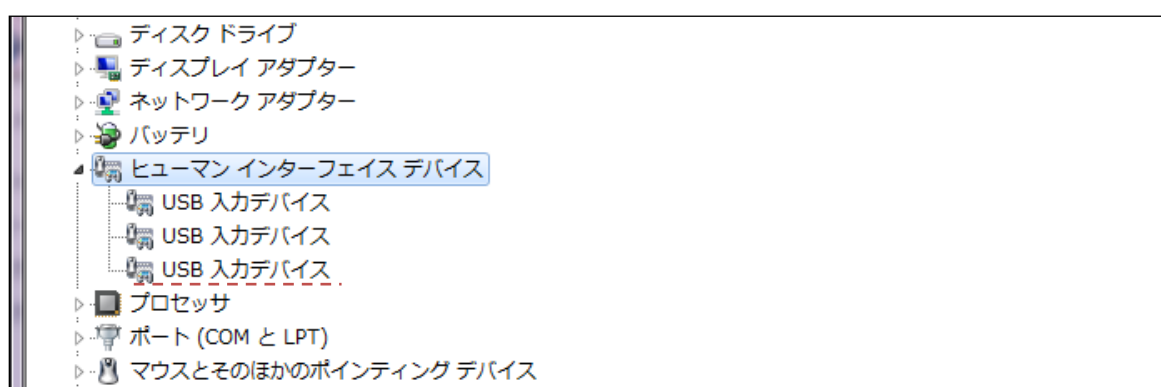 ディスク ドライブ
ディスプレイ アダプター
ネットワーク アダプター
バッテリ
ヒューマン インターフェイス デバイス
USB 入力デバイス
USB 入力デバイス
USB 入力デバイス
プロセッサ
ポート (COM と LPT)
マウスとそのほかのポインティング デバイス